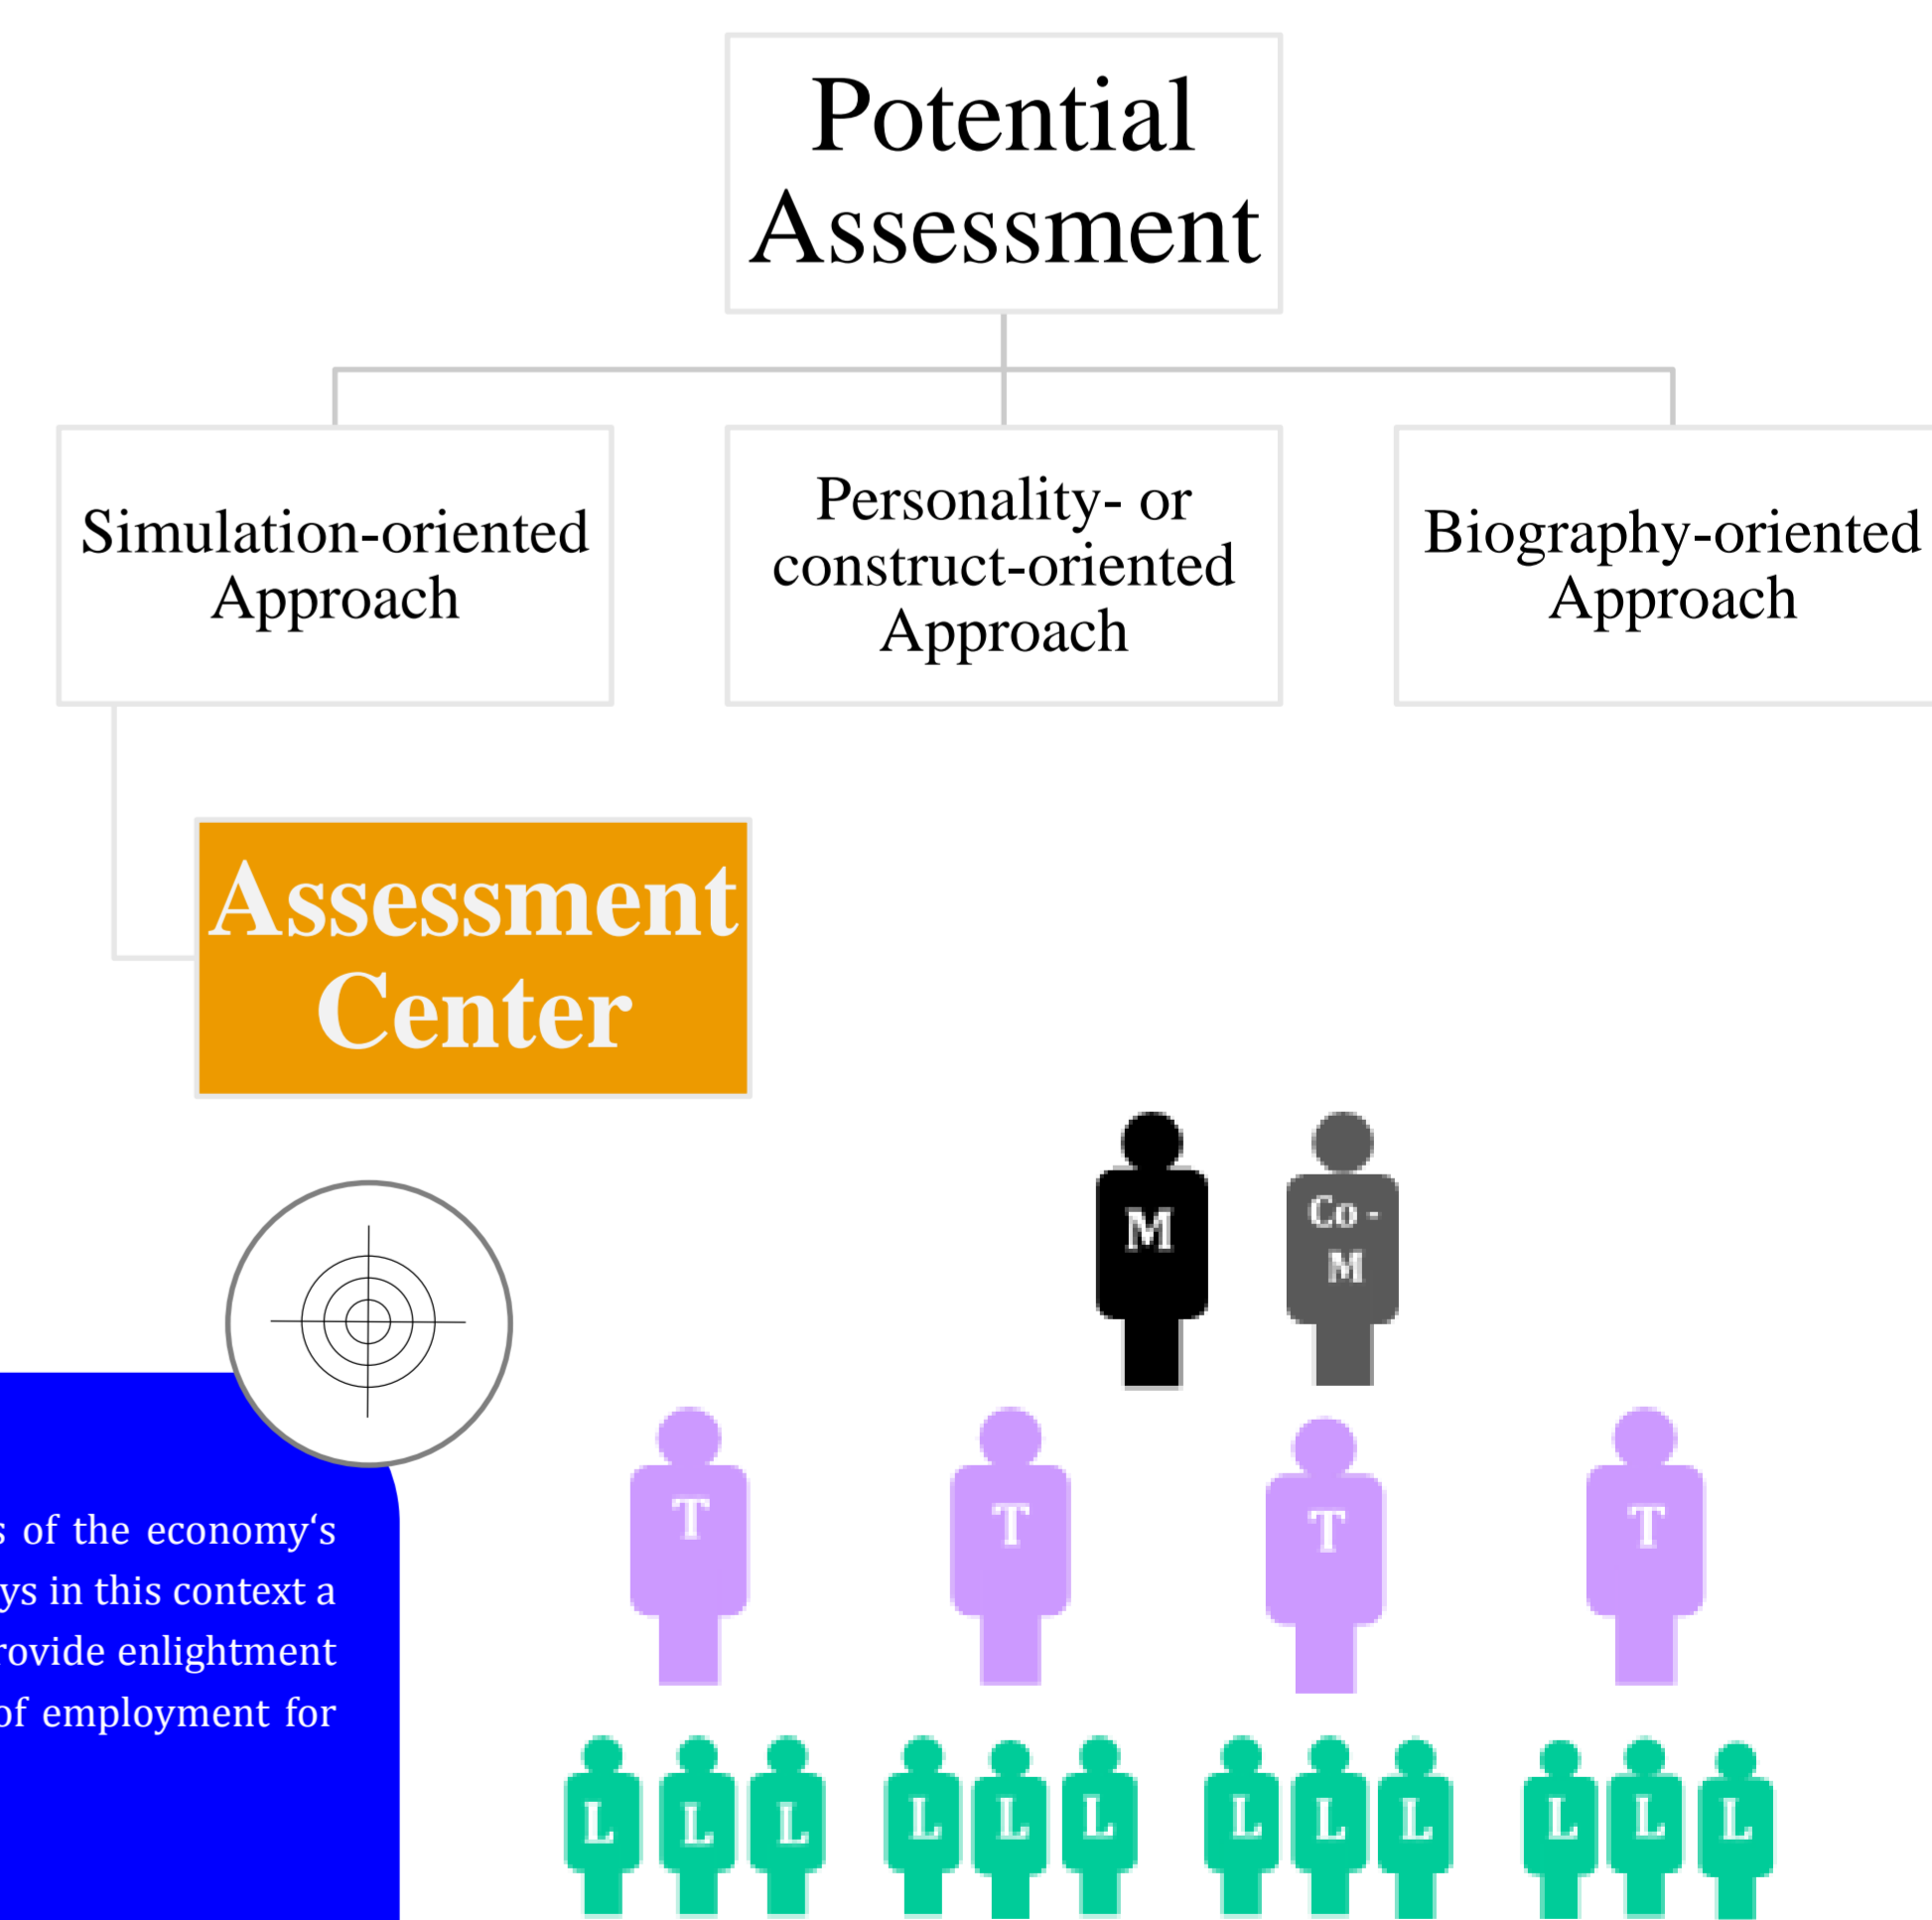 Potential
Assessment
Simulation-oriented
Approach
Personality- or
construct-oriented
Approach
Biography-oriented
Approach
Assessment
Center
M
Co-
M
T T T T
of the economy‘s
in this context a
enlightment
of employment for
L L L L L L L L L L L L